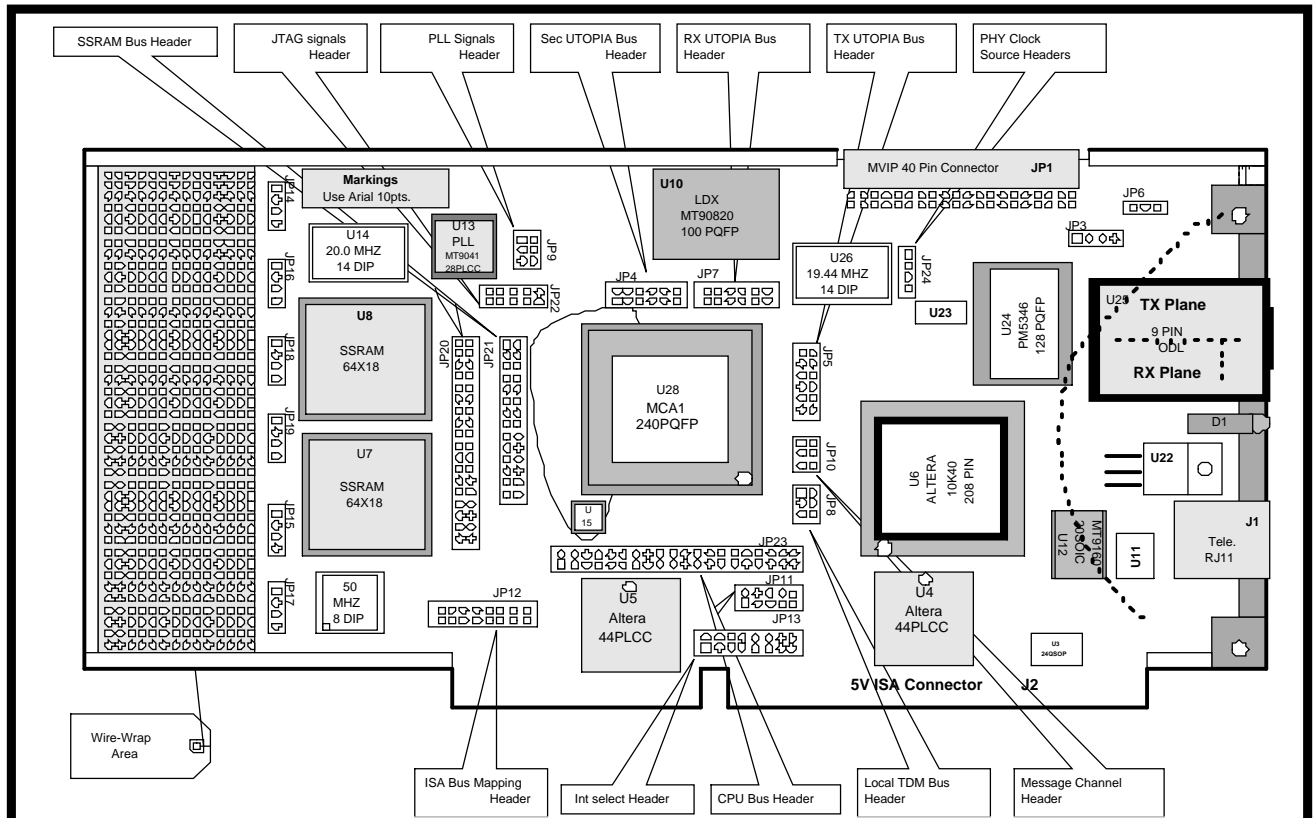 SSRAM Bus Header
JTAG signals
Header
PLL Signals
Header
Sec UTOPIA Bus
Header
RX UTOPIA Bus
Header
TX UTOPIA Bus
Header
PHY Clock
Source Headers
Markings
Use Arial 10pts.
U10
LDX
MT90820
100 PQFP
MVIP 40 Pin Connector
JP1
JP14
U14
20.0 MHZ
14 DIP
U13
PLL
MT9041
28PLCC
JP9
JP6
JP3
JP16
JP22
JP4
JP7
U26
19.44 MHZ
14 DIP
JP24
U23
U24
PM5346
128 PQFP
U25
TX Plane
9 PIN
ODL
RX Plane
U8
SSRAM
64X18
JP18
JP20
JP21
U28
MCA1
240PQFP
JP5
D1
JP19
U7
SSRAM
64X18
JP10
JP8
U6
ALTERA
10K40
208 PIN
U22
JP15
U
15
MT9160
20SOIC
U12
U11
J1
Tele.
RJ11
JP23
JP17
50
MHZ
8 DIP
JP12
U5
Altera
44PLCC
JP11
JP13
U4
Altera
44PLCC
U3
24QSOP
5V ISA Connector
J2
Wire-Wrap
Area
ISA Bus Mapping
Header
Int select Header
CPU Bus Header
Local TDM Bus
Header
Message Channel
Header